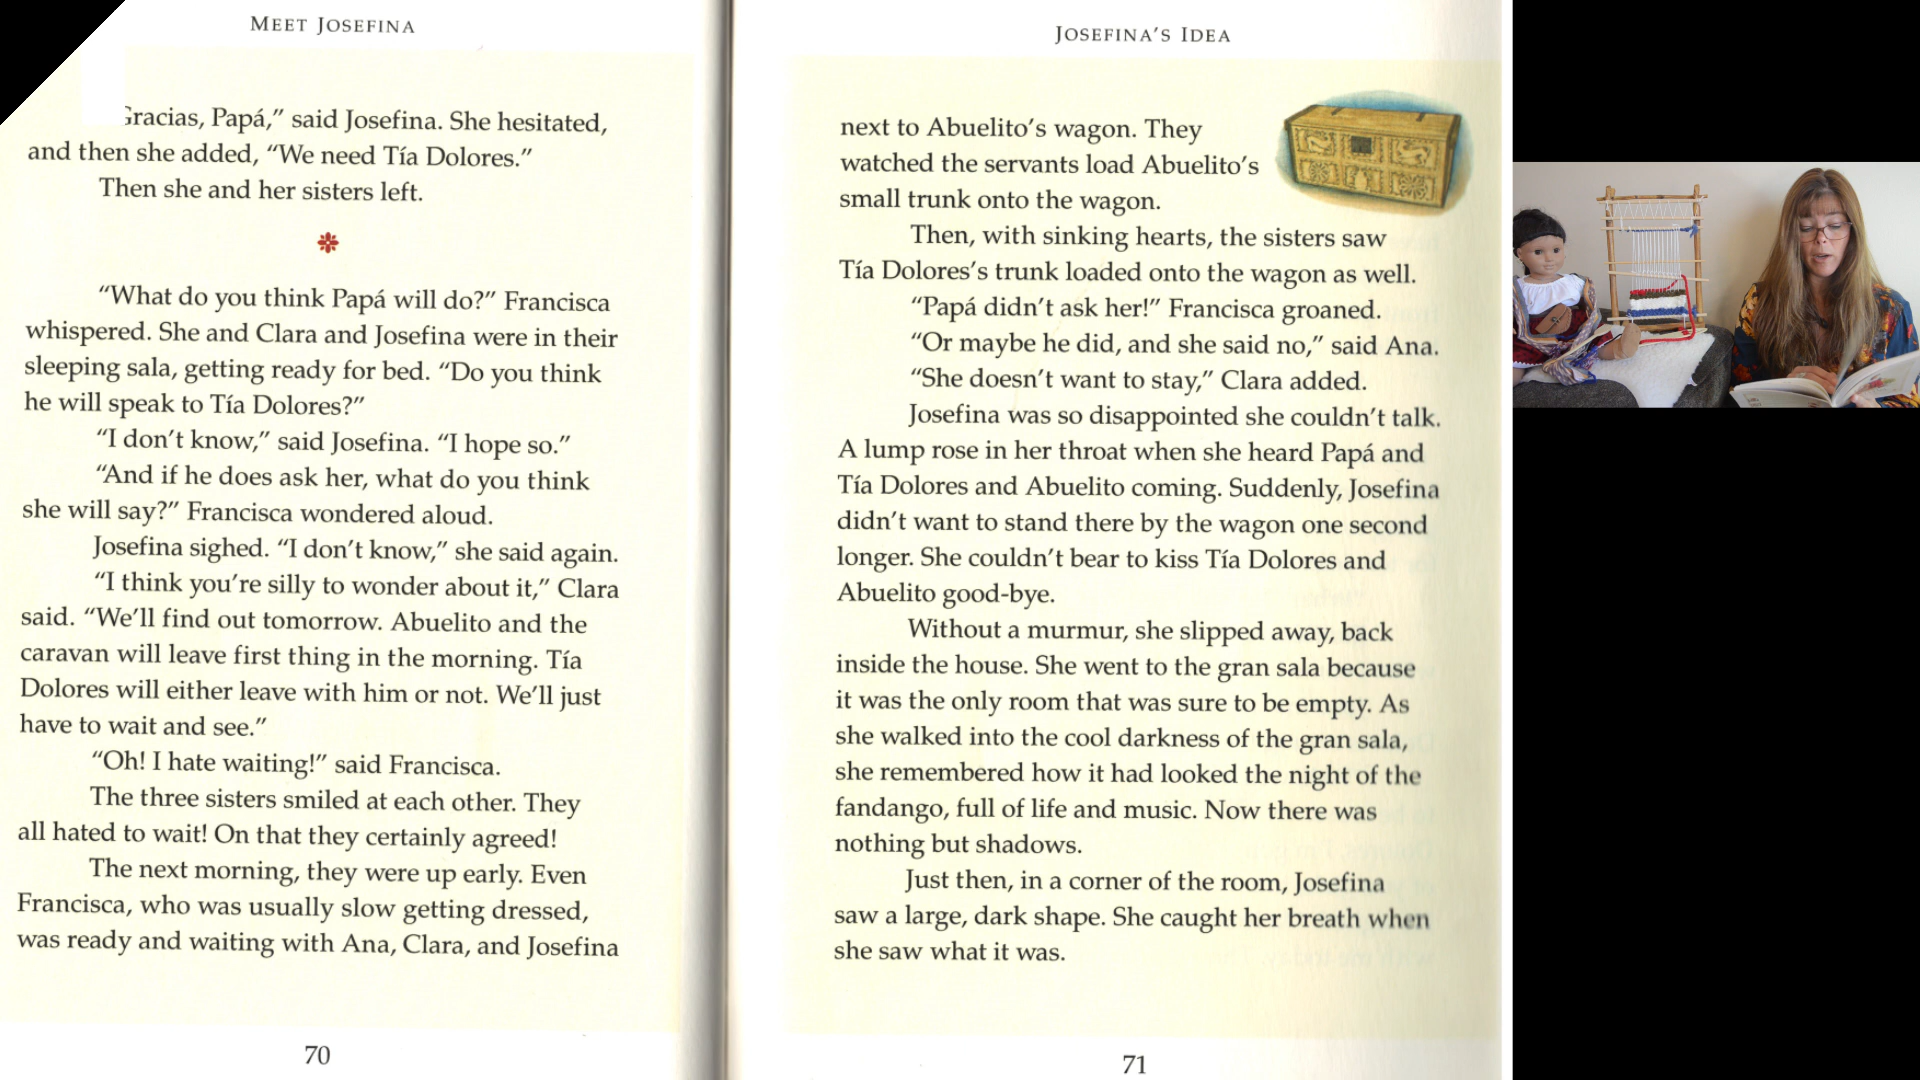 MEET JOSEFINA
Gracias, Papá,” said Josefina. She hesitated,
and then she added, “We need Tía Dolores.”
Then she and her sisters left.
“What do you think Papá will do?” Francisca
whispered. She and Clara and Josefina were in their
sleeping sala, getting ready for bed. “Do you think
he will speak to Tía Dolores?”
“I don’t know,” said Josefina. “I hope so.”
“And if he does ask her, what do you think
she will say?” Francisca wondered aloud.
Josefina sighed. “I don’t know,” she said again.
“I think you’re silly to wonder about it,” Clara
said. “We’ll find out tomorrow. Abuelito and the
caravan will leave first thing in the morning. Tía
Dolores will either leave with him or not. We’ll just
have to wait and see.”
“Oh! I hate waiting!” said Francisca.
The three sisters smiled at each other. They
all hated to wait! On that they certainly agreed!
The next morning, they were up early. Even
Francisca, who was usually slow getting dressed,
was ready and waiting with Ana, Clara, and Josefina
70
JOSEFINA’S IDEA
next to Abuelito’s wagon. They
watched the servants load Abuelito’s
small trunk onto the wagon.
Then, with sinking hearts, the sisters saw
Tía Dolores’s trunk loaded onto the wagon as well.
“Papá didn’t ask her!” Francisca groaned.
“Or maybe he did, and she said no,” said Ana.
“She doesn’t want to stay,” Clara added.
Josefina was so disappointed she couldn’t talk.
A lump rose in her throat when she heard Papá and
Tía Dolores and Abuelito coming. Suddenly, Josefina
didn’t want to stand there by the wagon one second
longer. She couldn’t bear to kiss Tía Dolores and
Abuelito good-bye.
Without a murmur, she slipped away, back
inside the house. She went to the gran sala because
it was the only room that was sure to be empty. As
she walked into the cool darkness of the gran sala,
she remembered how it had looked the night of the
fandango, full of life and music. Now there was
nothing but shadows.
Just then, in a corner of the room, Josefina
saw a large, dark shape. She caught her breath when
she saw what it was.
71